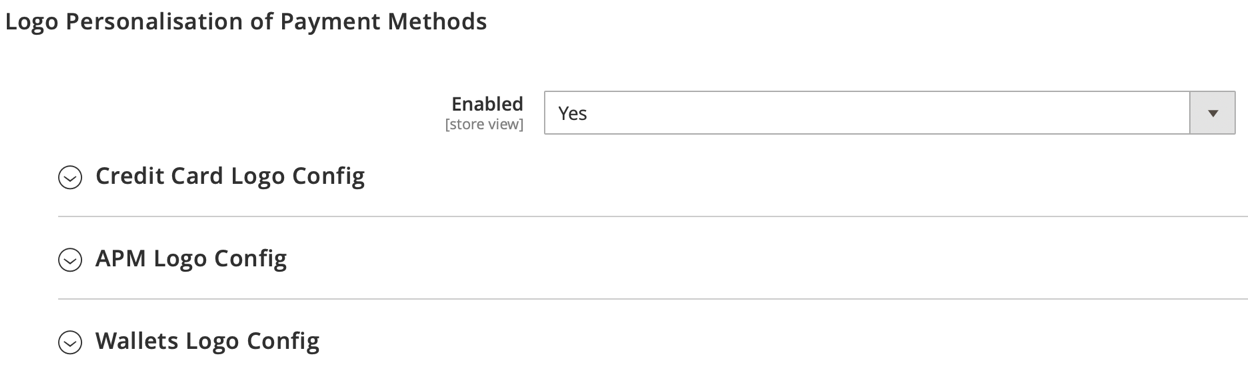 Logo Personalisation of Payment Methods
Enabled
Yes
[store view]
Credit Card Logo Config
APM Logo Config
Wallets Logo Config